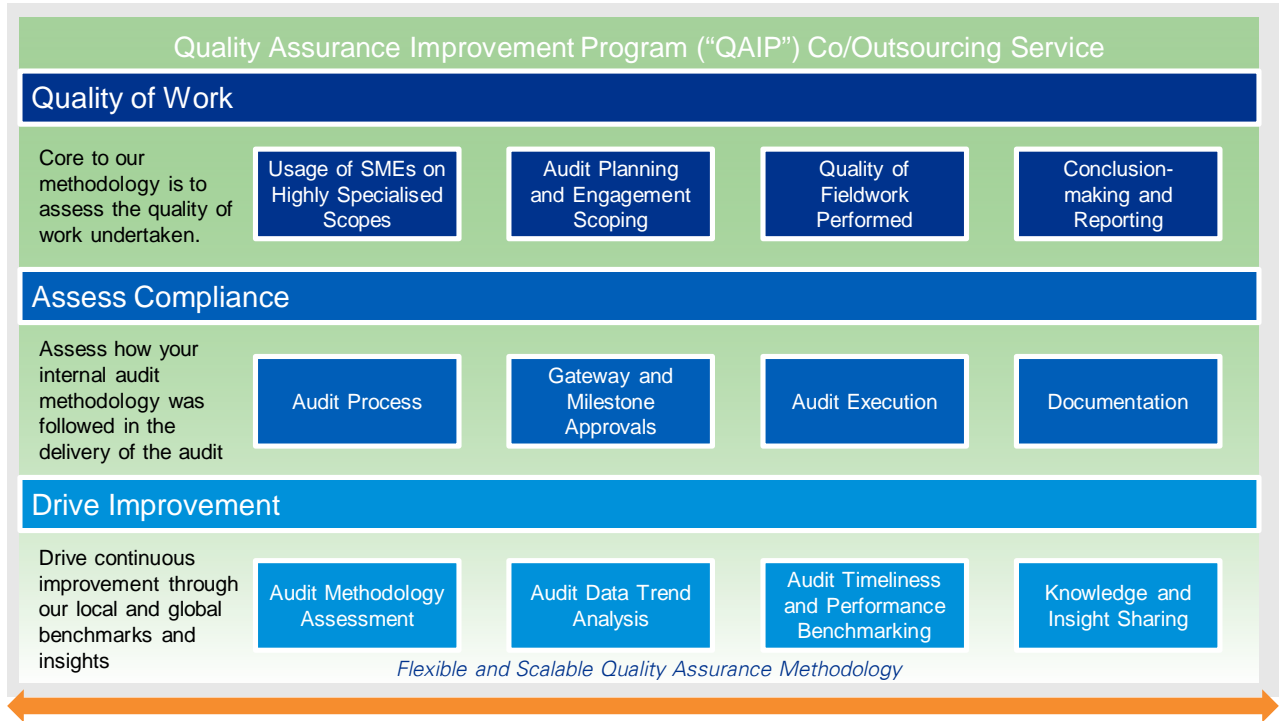 Quality Assurance Improvement Program (“QAIP”) Co/Outsourcing Service
Quality of Work
Core to our
methodology is to
assess the quality of
work undertaken.
Usage of SMEs on
Highly Specialised
Scopes
Audit Planning
and Engagement
Scoping
Quality of
Fieldwork
Performed
Conclusion-
making and
Reporting
Assess Compliance
Assess how your
internal audit
methodology was
followed in the
delivery of the audit
Audit Process
Gateway and
Milestone
Approvals
Audit Execution
Documentation
Drive Improvement
Drive continuous
improvement through
our local and global
benchmarks and
insights
Audit Methodology
Assessment
Audit Data Trend
Analysis
Audit Timeliness
and Performance
Benchmarking
Knowledge and
Insight Sharing
Flexible and Scalable Quality Assurance Methodology